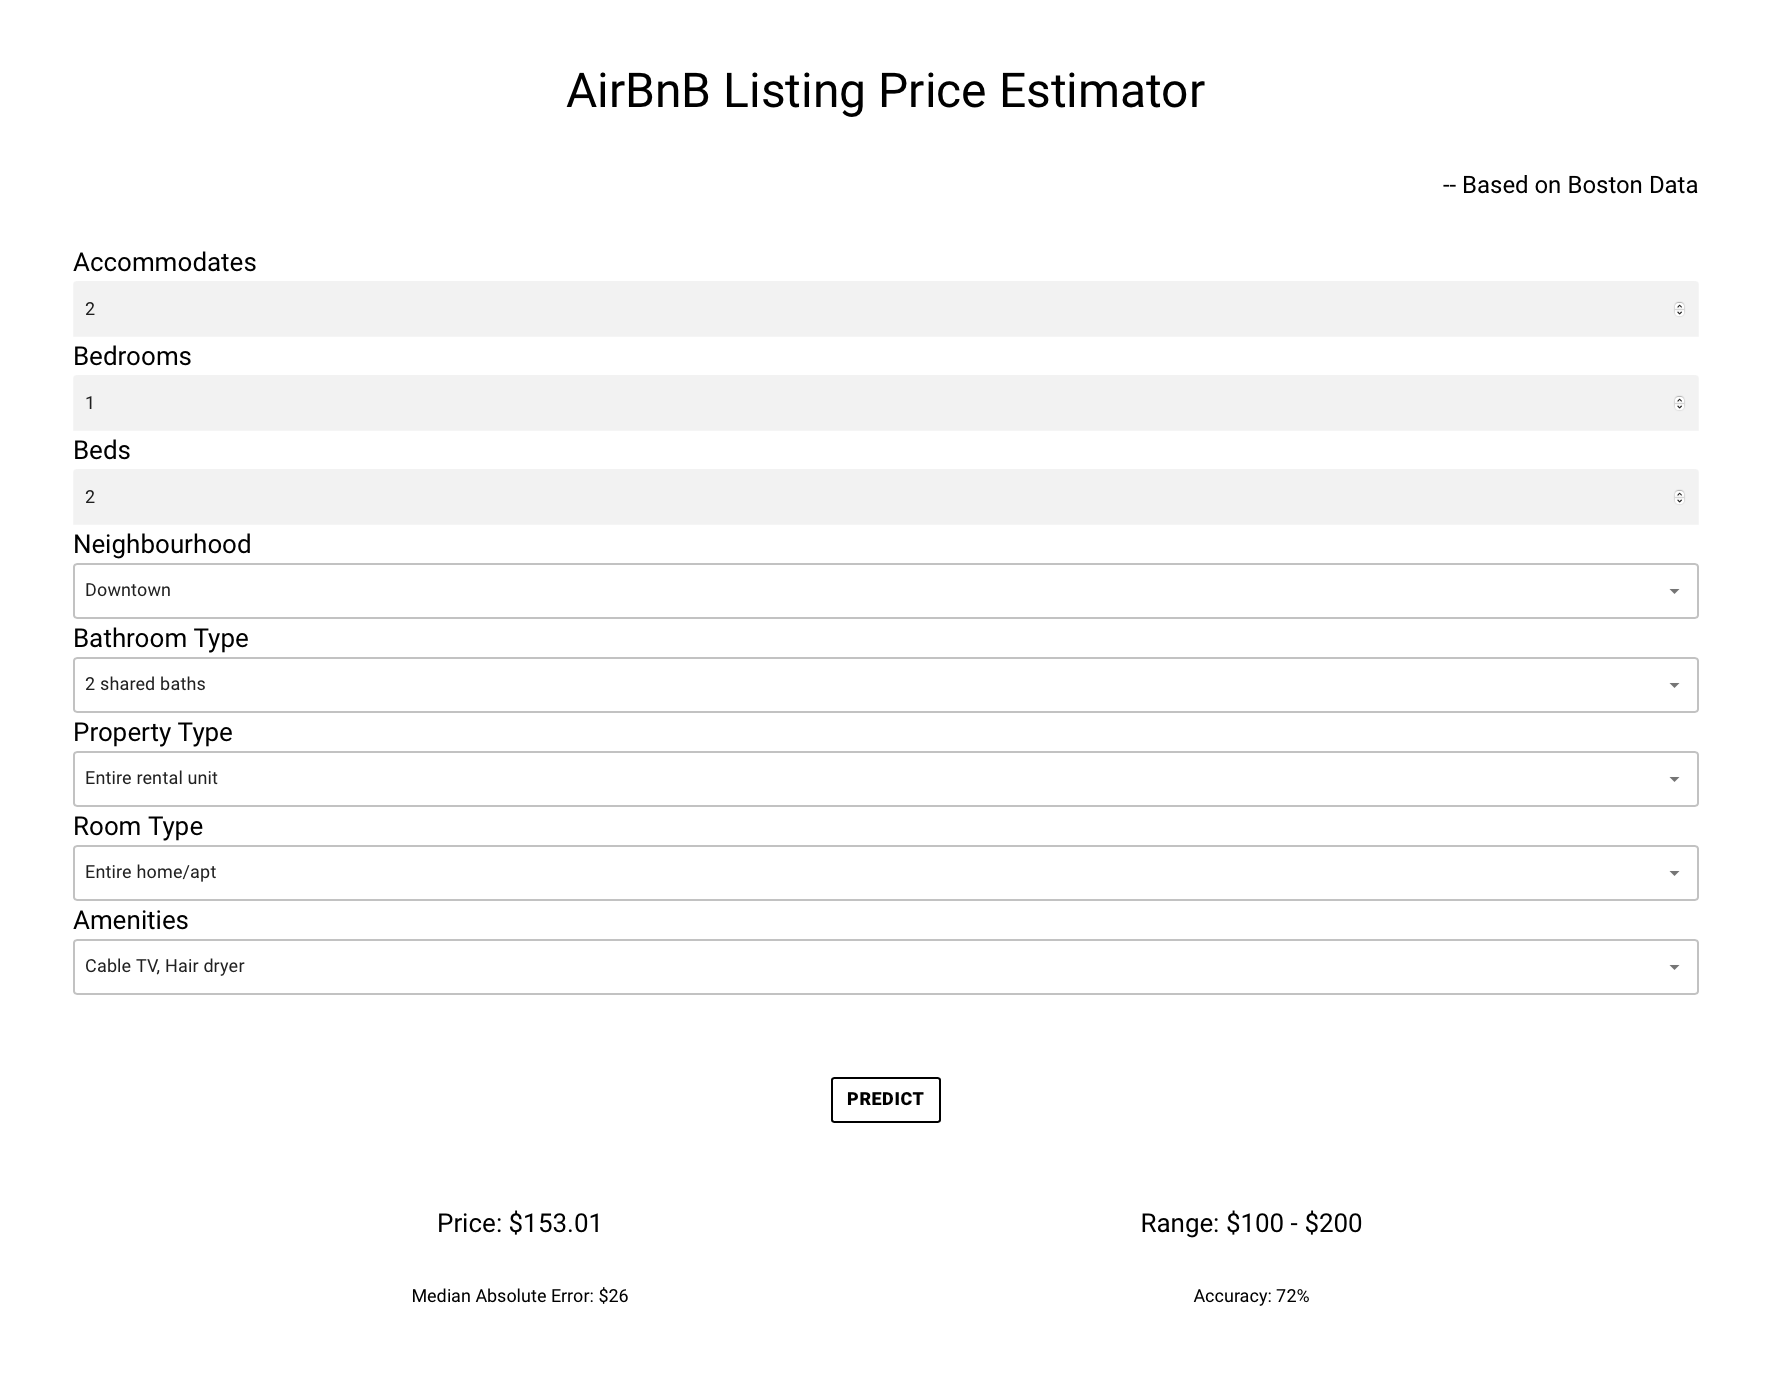 AirBnB Listing Price Estimator
-- Based on Boston Data
Accommodates
2
Bedrooms
1
Beds
2
Neighbourhood
Downtown
Bathroom Type
2 shared baths
Property Type
Entire rental unit
Room Type
Entire home/apt
Amenities
Cable TV, Hair dryer
PREDICT
Price: $153.01
Range: $100 - $200
Median Absolute Error: $26
Accuracy: 72%